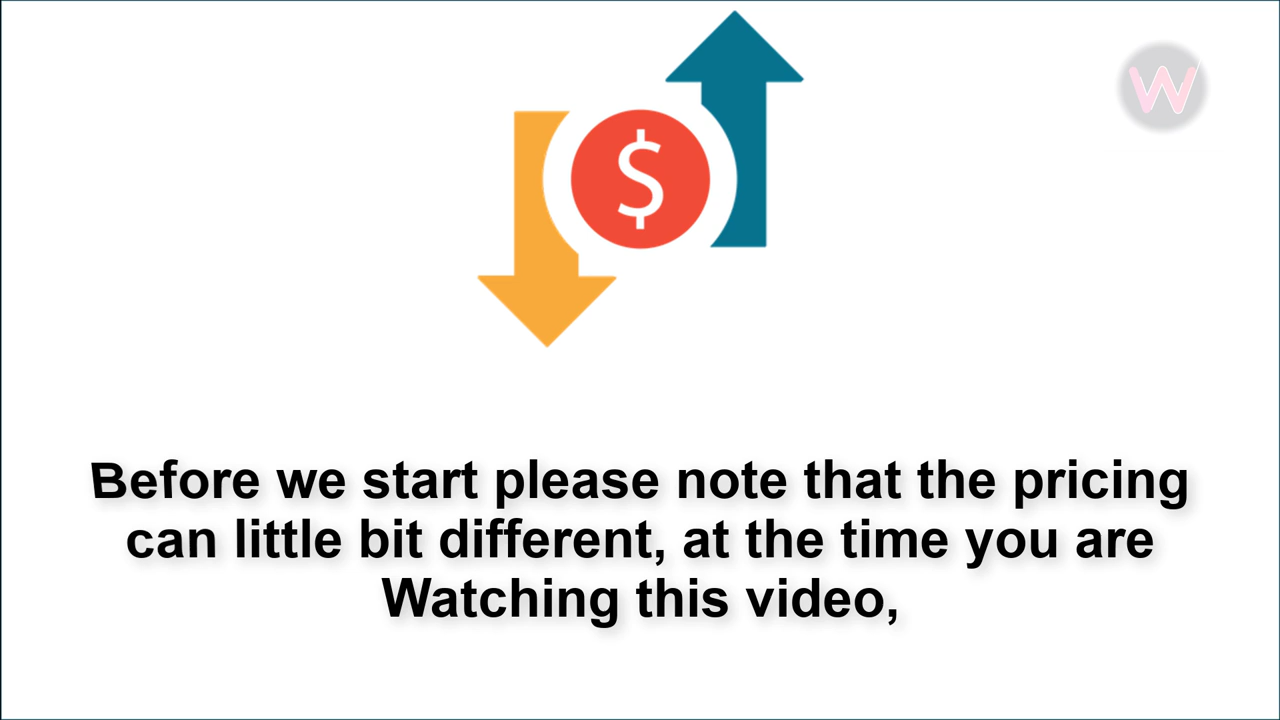 W
$
Before we start please note that the pricing
can little bit different, at the time you are
Watching this video,